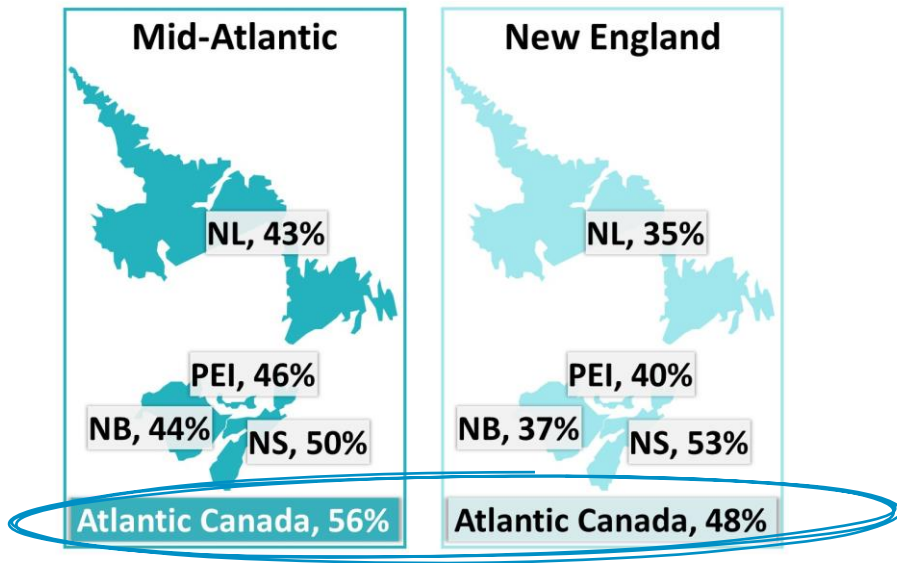 Mid-Atlantic
NL, 43%
PEI, 46%
NB, 44%
NS, 50%
Atlantic Canada, 56%
New England
NL, 35%
PEI, 40%
NB, 37%
NS, 53%
Atlantic Canada, 48%